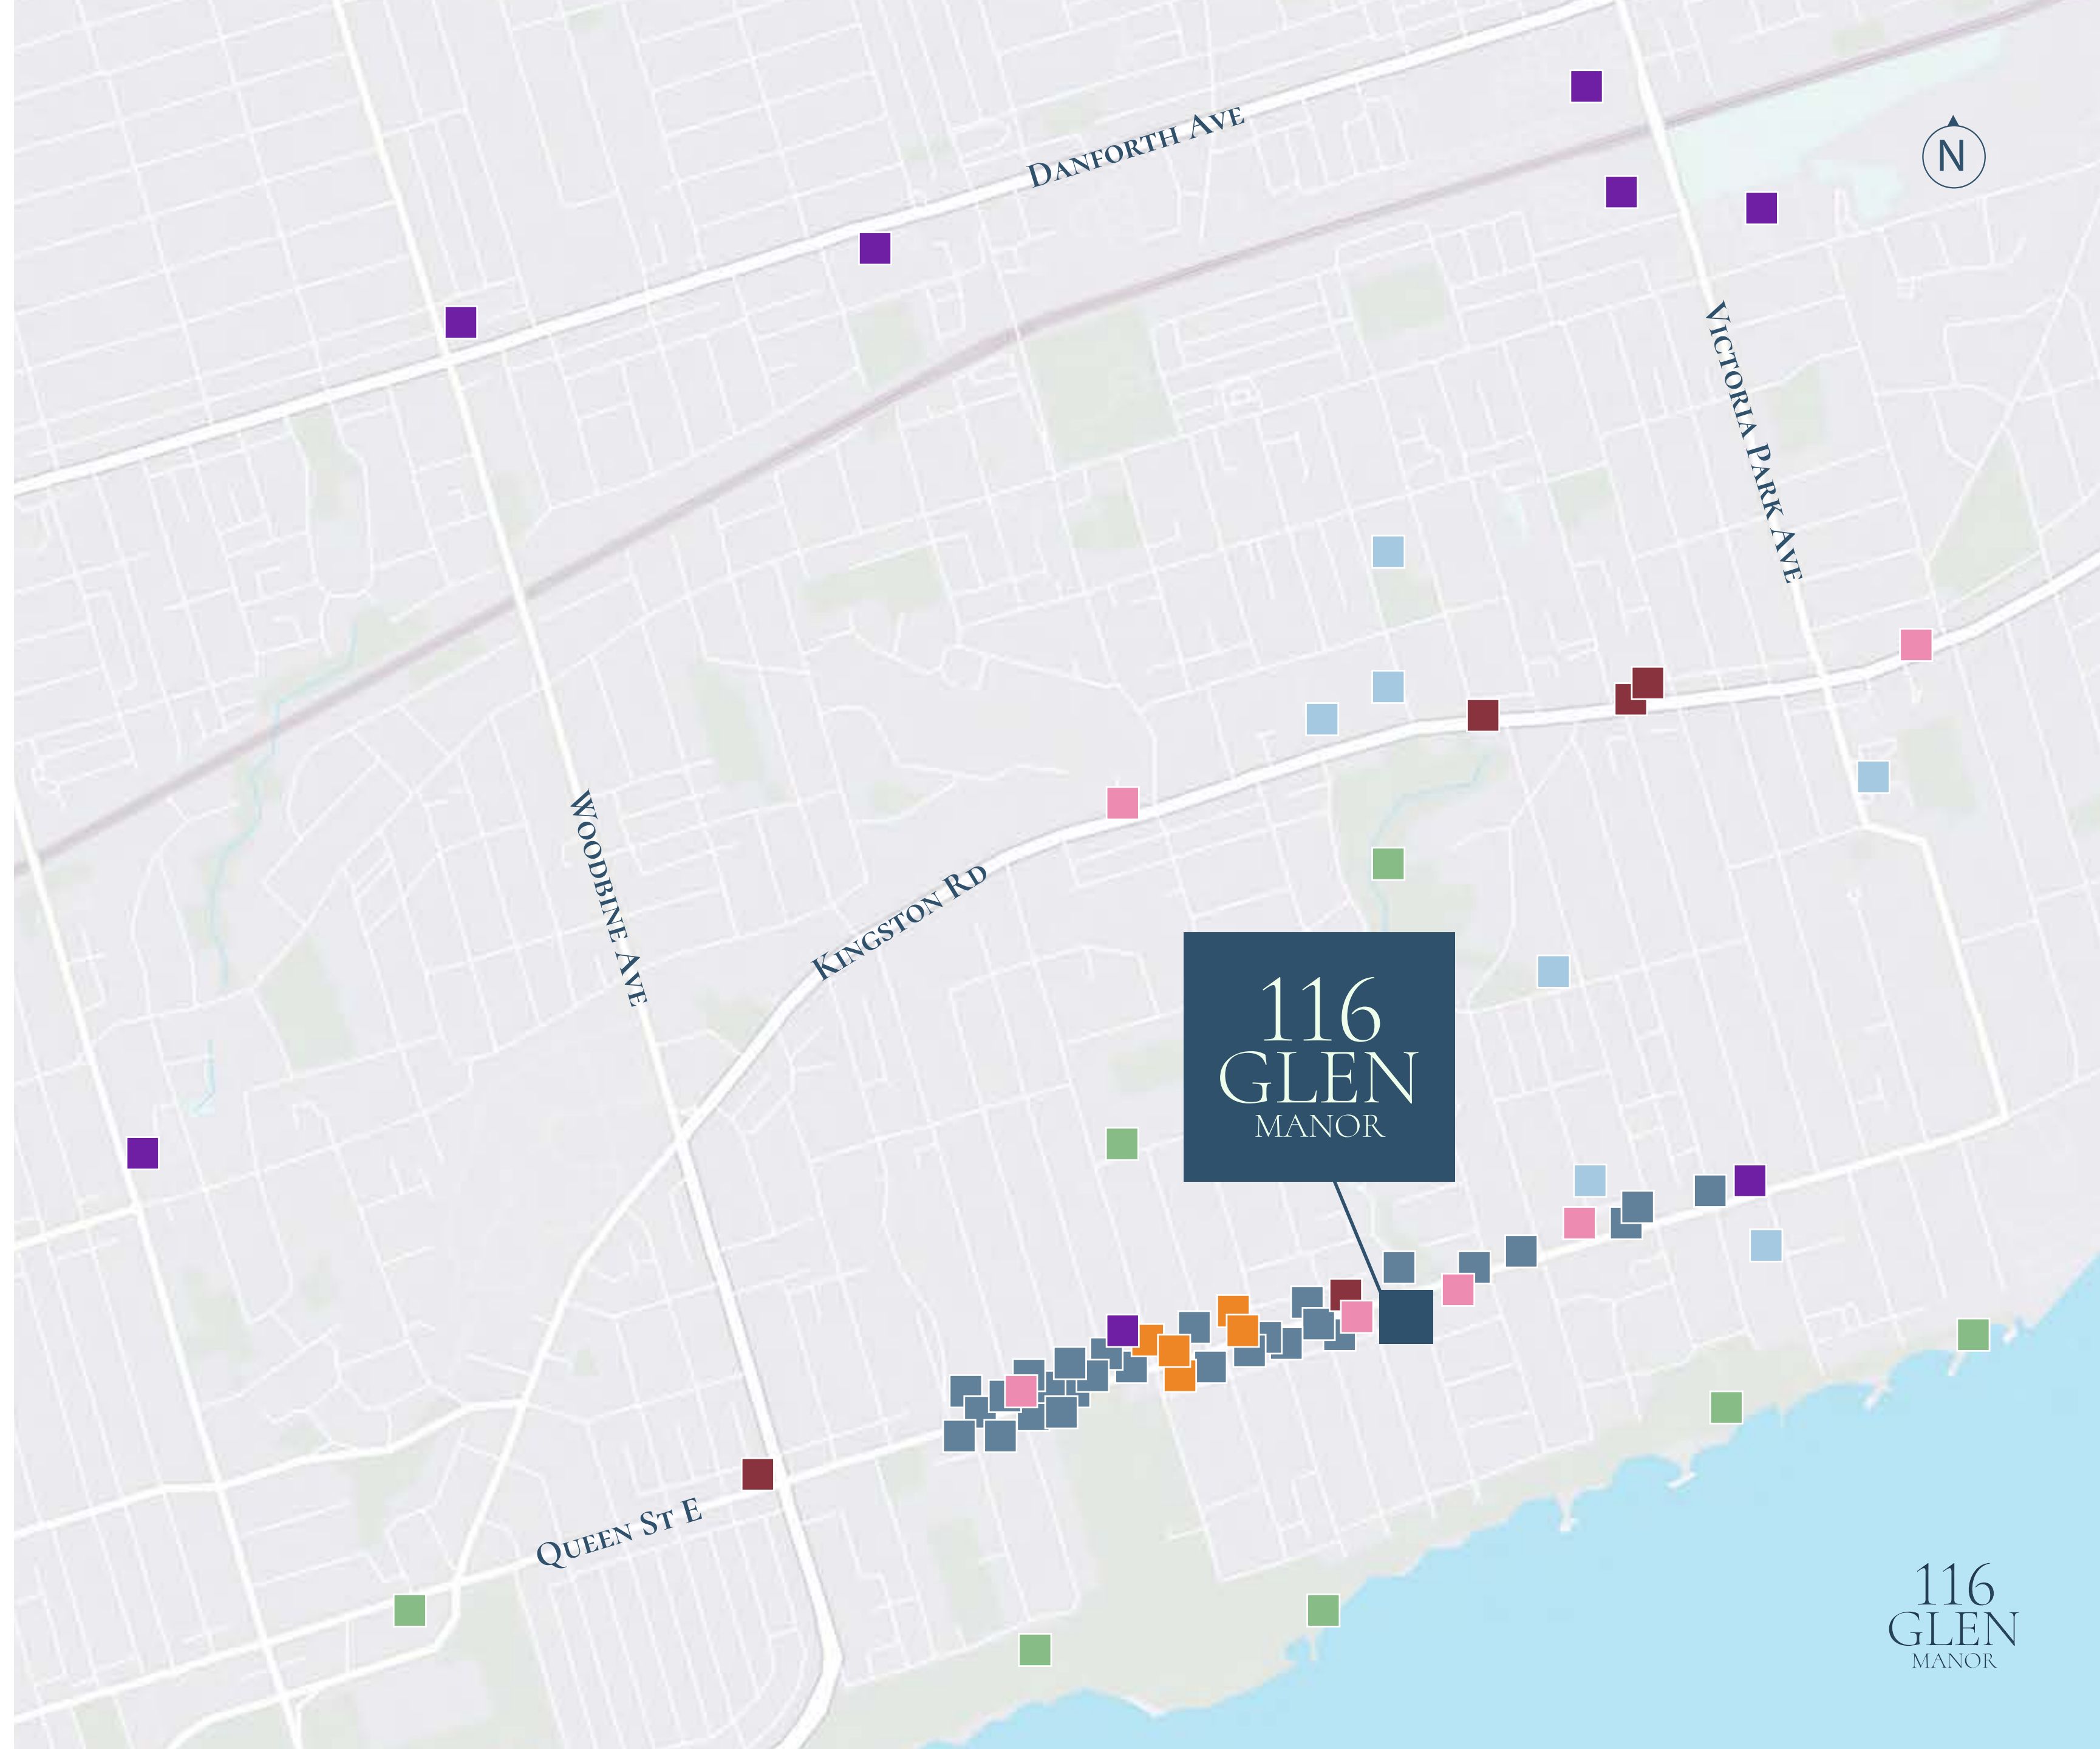 Danforth Ave
N
Victoria Park Ave
Woodbine Ave
Kingston Rd
116
GLEN
MANOR
Queen St E
116
GLEN
MANOR